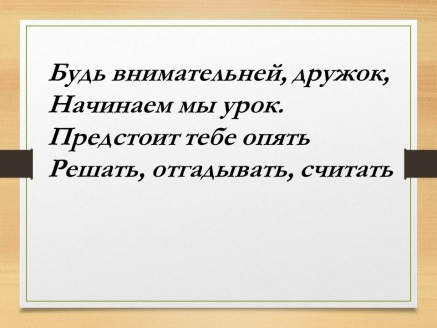 Будь внимательней, дружок,
Начинаем мы урок.
Предстоит тебе опять
Решать, отгадывать, считать